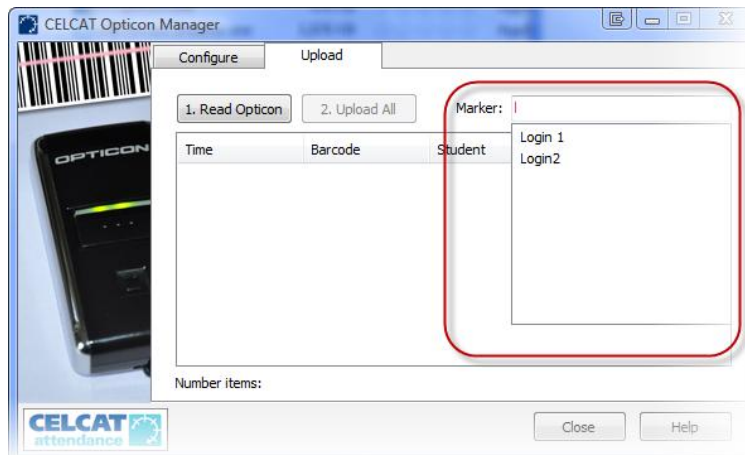 CELCAT Opticon Manager
Configure
Upload
1. Read Opticon
2. Upload All
Marker:
Time
Barcode
Student
Login 1
Login2
OPTICON
Number items:
CELCAT
attendance
Close
Help